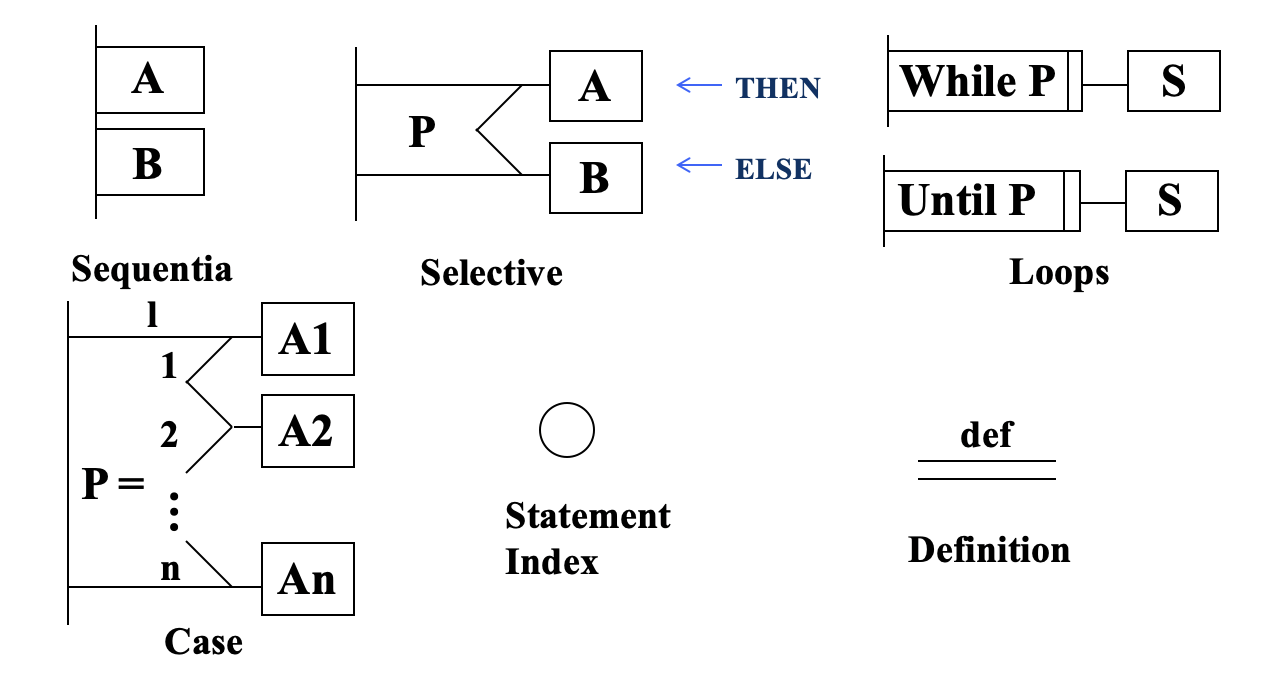 A
B
Sequentia
l
P
A
B
THEN
ELSE
Selective
While P
S
Until P
S
Loops
P =
1
2
⋮
n
A1
A2
An
Case
Statement
Index
def
Definition